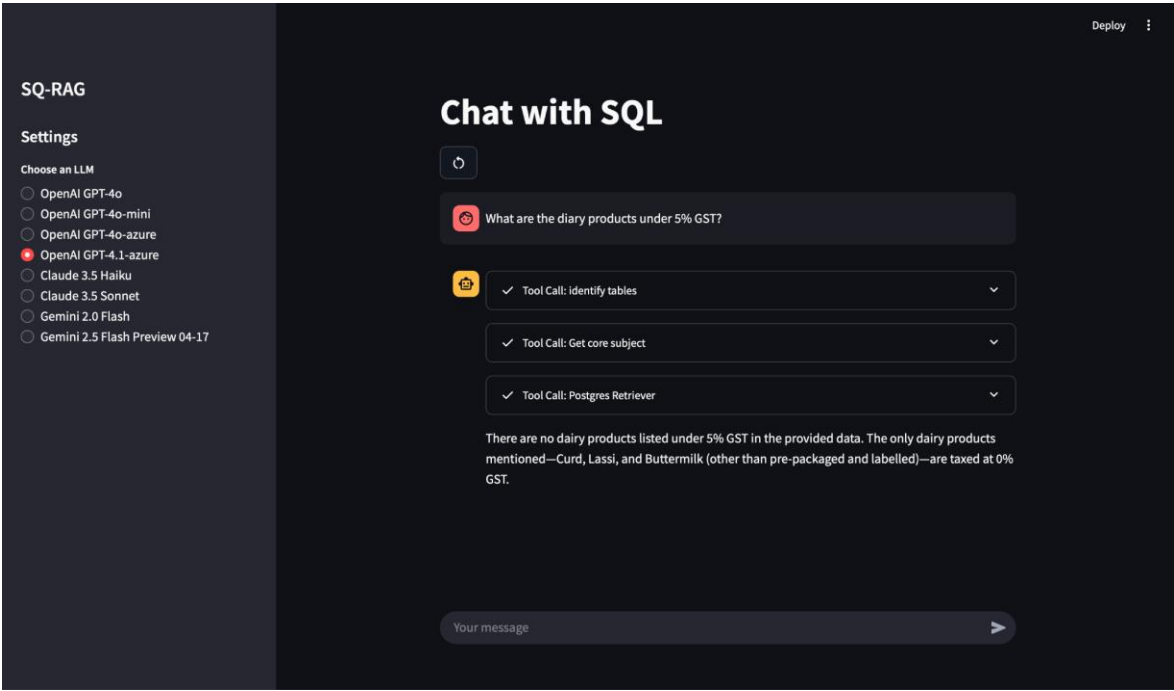 Deploy
SQ-RAG
Settings
Choose an LLM
OpenAI GPT-4o
OpenAI GPT-4o-mini
OpenAI GPT-4o-azure
OpenAI GPT-4.1-azure
Claude 3.5 Haiku
Claude 3.5 Sonnet
Gemini 2.0 Flash
Gemini 2.5 Flash Preview 04-17
Chat with SQL
What are the diary products under 5% GST?
Tool Call: identify tables
Tool Call: Get core subject
Tool Call: Postgres Retriever
There are no dairy products listed under 5% GST in the provided data. The only dairy products
mentioned—Curd, Lassi, and Buttermilk (other than pre-packaged and labelled)—are taxed at 0%
GST.
Your message